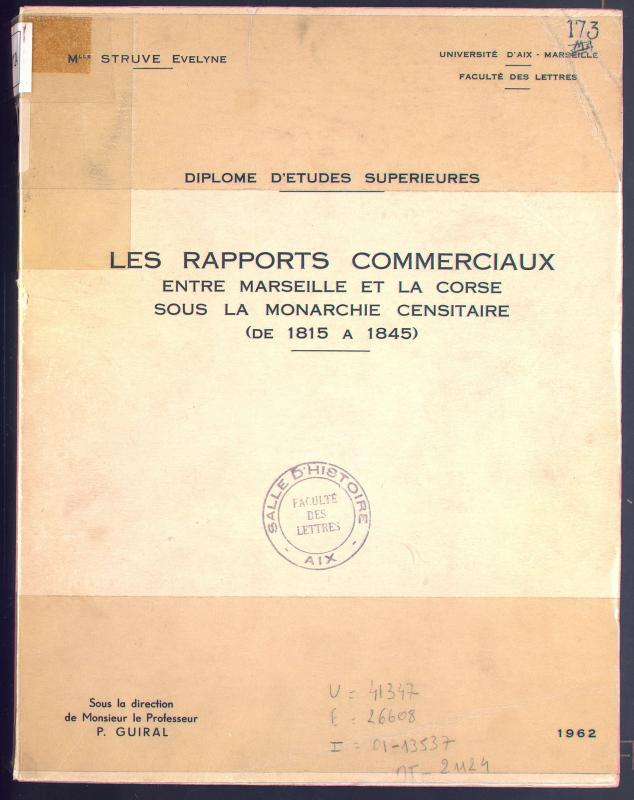 173
MA
Mlle STRUVE EVELYNE
UNIVERSITÉ D'AIX - MARSEILLE
FACULTÉ DES LETTRES
DIPLOME D'ETUDES SUPERIEURES
LES RAPPORTS COMMERCIAUX
ENTRE MARSEILLE ET LA CORSE
SOUS LA MONARCHIE CENSITAIRE
(DE 1815 A 1845)
SALLE D'HISTOIRE
FACULTÉ
DES
LETTRES
- AIX -
Sous la direction
de Monsieur le Professeur
P. GUIRAL
U = 41347
E = 26608
I = 01-13537
1962